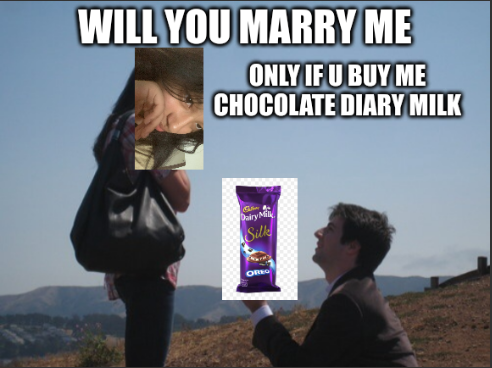 WILL YOU MARRY ME
ONLY IF U BUY ME
CHOCOLATE DIARY MILK
Cadbury
Dairy Milk
Silk
OREO